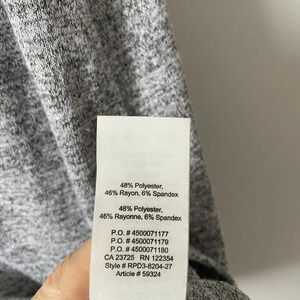 48% Polyester,
46% Rayon, 6% Spandex
48% Polyester,
46% Rayonne, 6% Spandex
P.O. # 4500071177
P.O. # 4500071179
P.O. # 4500071180
CA 23725 RN 122354
Style # RPD3-8204-27
Article # 59324